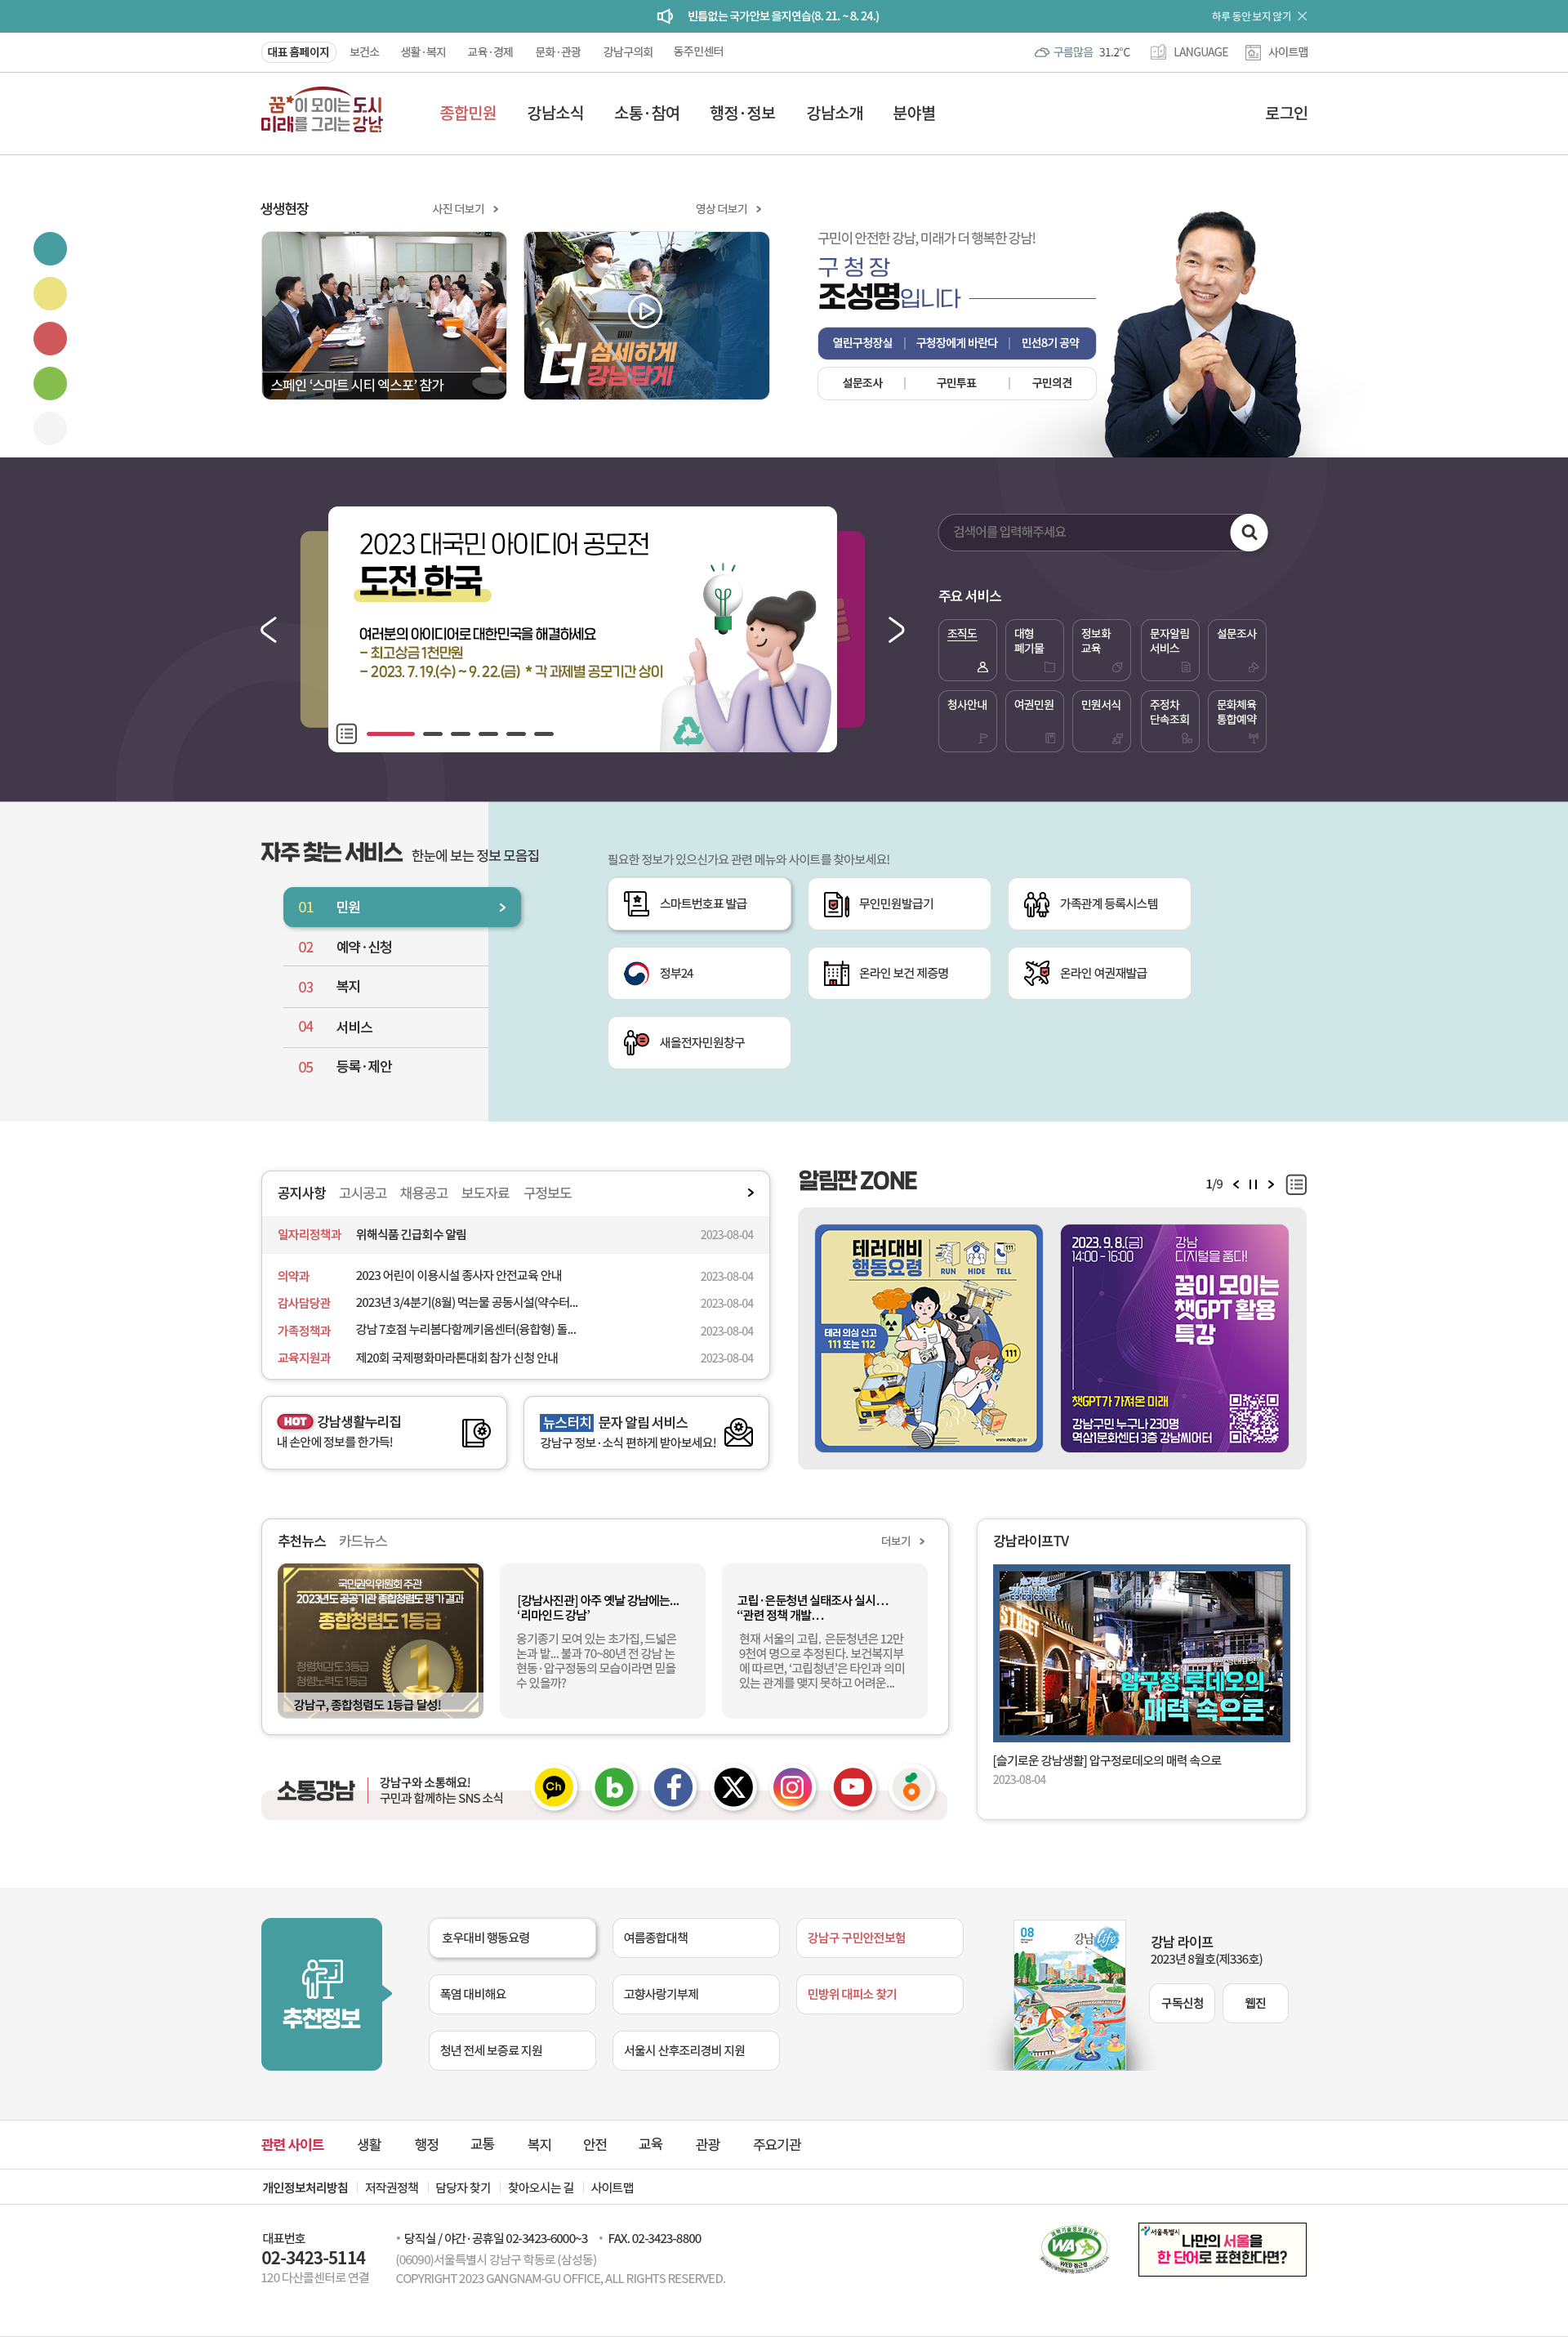 빈틈없는 국가안보 을지연습(8. 21. ~ 8. 24.)
하루 동안 보지 않기
대표 홈페이지 보건소 생활·복지 교육·경제 문화·관광 강남구의회 동주민센터
구름많음 31.2°C LANGUAGE 사이트맵
꿈이 모이는 도시
미래를 그리는 강남
종합민원 강남소식 소통·참여 행정·정보 강남소개 분야별
로그인
생생현장 사진 더보기 영상 더보기
스페인 ‘스마트 시티 엑스포’ 참가
더 섬세하게
강남답게
구민이 안전한 강남, 미래가 더 행복한 강남!
구 청 장
조성명입니다
열린구청장실 | 구청장에게 바란다 | 민선8기 공약
설문조사 | 구민투표 | 구민의견
2023 대국민 아이디어 공모전
도전.한국
여러분의 아이디어로 대한민국을 해결하세요
- 최고상금 1천만원
- 2023. 7. 19.(수) ~ 9. 22.(금) * 각 과제별 공모기간 상이
검색어를 입력해주세요
주요 서비스
조직도
대형
폐기물
정보화
교육
문자알림
서비스
설문조사
청사안내
여권민원
민원서식
주정차
단속조회
문화체육
통합예약
자주 찾는 서비스 한눈에 보는 정보 모음집
01 민원
02 예약·신청
03 복지
04 서비스
05 등록·제안
필요한 정보가 있으신가요 관련 메뉴와 사이트를 찾아보세요!
스마트번호표 발급
무인민원발급기
가족관계 등록시스템
정부24
온라인 보건 제증명
온라인 여권재발급
새올전자민원창구
공지사항 고시공고 채용공고 보도자료 구정보도
일자리정책과 위해식품 긴급회수 알림 2023-08-04
의약과 2023 어린이 이용시설 종사자 안전교육 안내 2023-08-04
감사담당관 2023년 3/4분기(8월) 먹는물 공동시설(약수터... 2023-08-04
가족정책과 강남 7호점 누리봄다함께키움센터(융합형) 돌... 2023-08-04
교육지원과 제20회 국제평화마라톤대회 참가 신청 안내 2023-08-04
HOT 강남생활누리집
내 손안에 정보를 한가득!
뉴스터치 문자 알림 서비스
강남구 정보·소식 편하게 받아보세요!
알림판 ZONE
1/9
테러대비
행동요령
RUN HIDE TELL
111
테러 의심 신고
111 또는 112
111
www.nctc.go.kr
2023. 9. 8.(금)
14:00 - 16:00
강남
디지털을 품다!
꿈이 모이는
챗GPT 활용
특강
챗GPT가 가져온 미래
강남구민 누구나 230명
역삼1문화센터 3층 강남씨어터
추천뉴스 카드뉴스 더보기
국민권익위원회 주관
2023년도 공공기관 종합청렴도 평가 결과
종합청렴도 1등급
청렴체감도 3등급
청렴노력도 1등급
1
강남구, 종합청렴도 1등급 달성!
[강남사진관] 아주 옛날 강남에는...
‘리마인드 강남’
옹기종기 모여 있는 초가집, 드넓은
논과 밭... 불과 70~80년 전 강남 논
현동·압구정동의 모습이라면 믿을
수 있을까?
고립·은둔청년 실태조사 실시...
“관련 정책 개발...
현재 서울의 고립. 은둔청년은 12만
9천여 명으로 추정된다. 보건복지부
에 따르면, ‘고립청년’은 타인과 의미
있는 관계를 맺지 못하고 어려운...
강남라이프TV
슬기로운
강남생활
STREET
압구정 로데오의
매력 속으로
[슬기로운 강남생활] 압구정로데오의 매력 속으로
2023-08-04
소통강남
강남구와 소통해요!
구민과 함께하는 SNS 소식
Ch b f X
추천정보
호우대비 행동요령
여름종합대책
강남구 구민안전보험
폭염 대비해요
고향사랑기부제
민방위 대피소 찾기
청년 전세 보증료 지원
서울시 산후조리경비 지원
08
강남 life
강남 라이프
2023년 8월호(제336호)
구독신청 웹진
관련 사이트 생활 행정 교통 복지 안전 교육 관광 주요기관
개인정보처리방침 저작권정책 담당자 찾기 찾아오시는 길 사이트맵
대표번호
02-3423-5114
120 다산콜센터로 연결
• 당직실 / 야간·공휴일 02-3423-6000~3 • FAX. 02-3423-8800
(06090)서울특별시 강남구 학동로 (삼성동)
COPYRIGHT 2023 GANGNAM-GU OFFICE, ALL RIGHTS RESERVED.
과학기술정보통신부
WA
WEB 접근성
서울특별시
나만의 서울을
한 단어로 표현한다면?